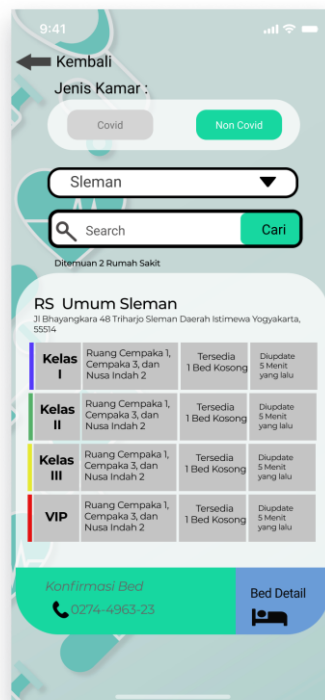 9:41
Kembali
Jenis Kamar :
Covid
Non Covid
Sleman
Search
Cari
Ditemuan 2 Rumah Sakit
RS Umum Sleman
Jl Bhayangkara 48 Triharjo Sleman Daerah Istimewa Yogyakarta,
55514
Kelas
I
Ruang Cempaka 1,
Cempaka 3, dan
Nusa Indah 2
Tersedia
1 Bed Kosong
Diupdate
5 Menit
yang lalu
Kelas
II
Ruang Cempaka 1,
Cempaka 3, dan
Nusa Indah 2
Tersedia
1 Bed Kosong
Diupdate
5 Menit
yang lalu
Kelas
III
Ruang Cempaka 1,
Cempaka 3, dan
Nusa Indah 2
Tersedia
1 Bed Kosong
Diupdate
5 Menit
yang lalu
VIP
Ruang Cempaka 1,
Cempaka 3, dan
Nusa Indah 2
Tersedia
1 Bed Kosong
Diupdate
5 Menit
yang lalu
Konfirmasi Bed
0274-4963-23
Bed Detail